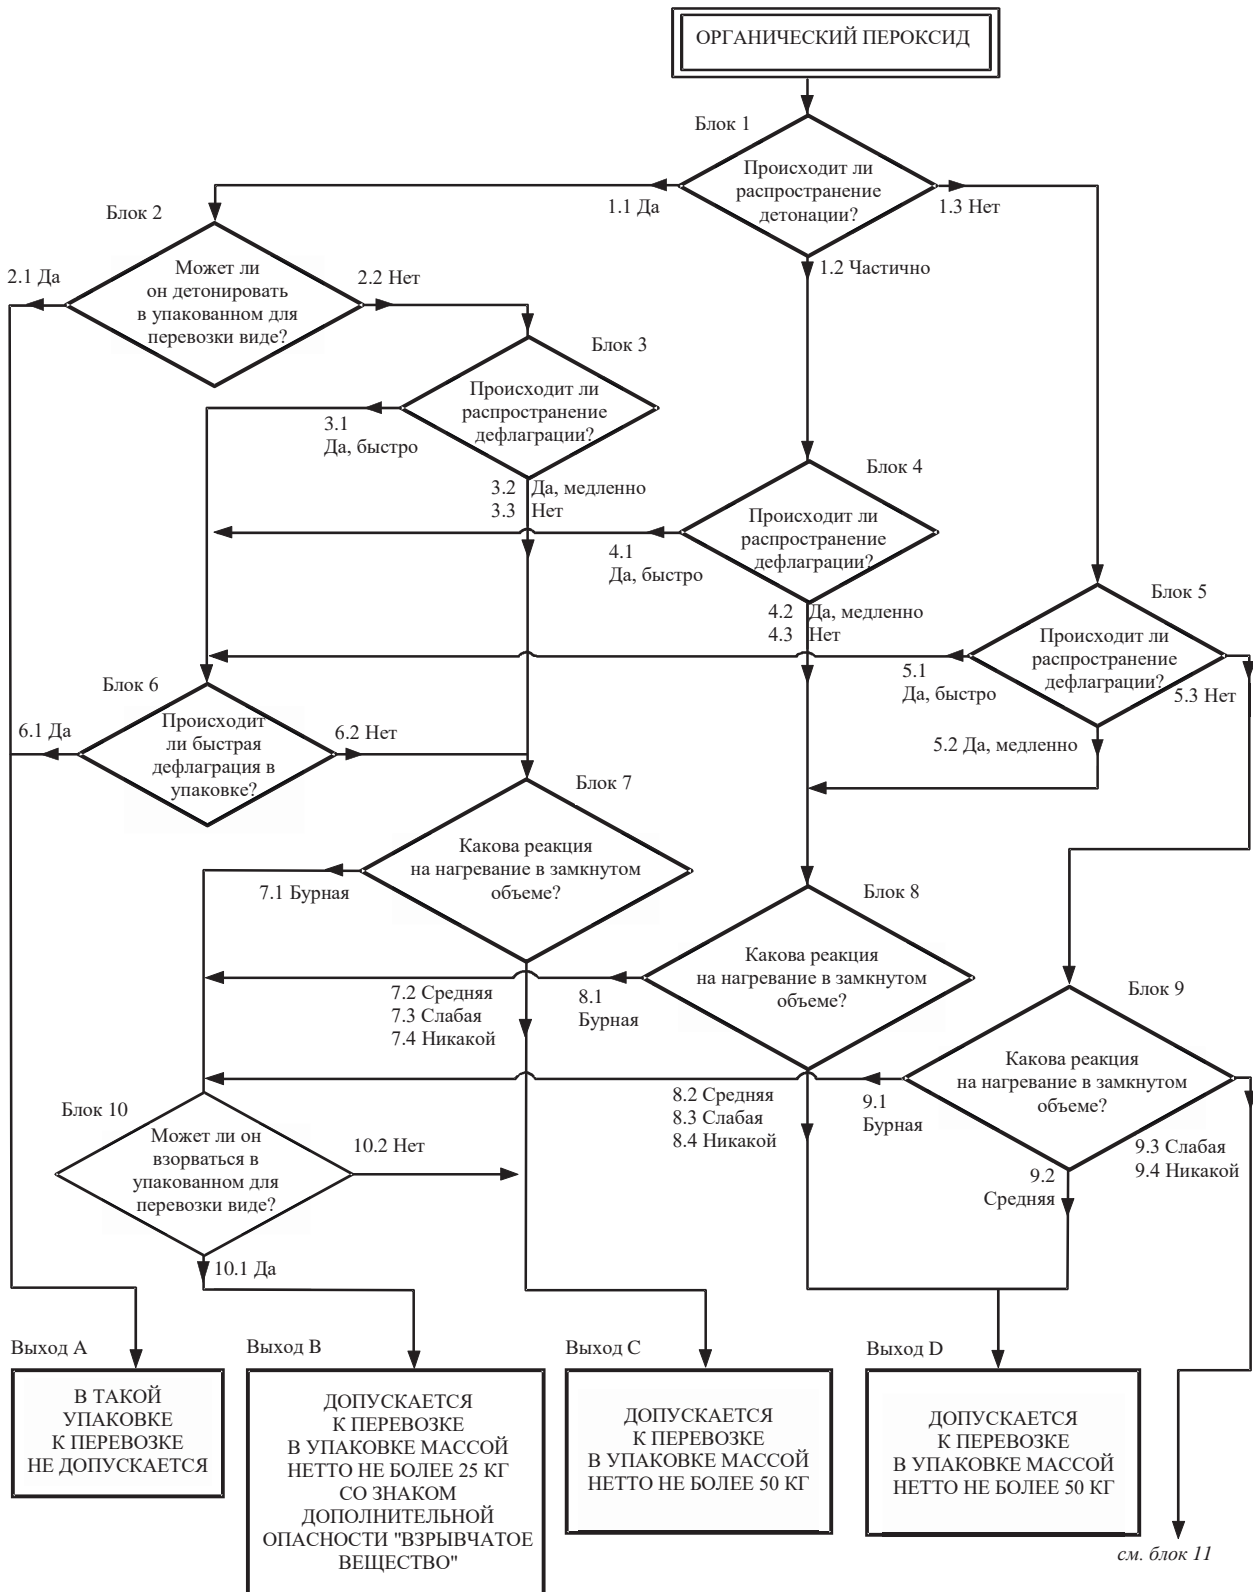 ОРГАНИЧЕСКИЙ ПЕРОКСИД
Блок 1
Происходит ли
распространение
детонации?
1.1 Да
1.3 Нет
1.2 Частично
Блок 2
Может ли
он детонировать
в упакованном для
перевозки виде?
2.1 Да
2.2 Нет
Блок 3
Происходит ли
распространение
дефлаграции?
3.1
Да, быстро
3.2 Да, медленно
3.3 Нет
Блок 4
Происходит ли
распространение
дефлаграции?
4.1
Да, быстро
4.2 Да, медленно
4.3 Нет
Блок 5
Происходит ли
распространение
дефлаграции?
5.1
Да, быстро
5.3 Нет
5.2 Да, медленно
Блок 6
Происходит
ли быстрая
дефлаграция в
упаковке?
6.1 Да
6.2 Нет
Блок 7
Какова реакция
на нагревание в замкнутом
объеме?
7.1 Бурная
7.2 Средняя
7.3 Слабая
7.4 Никакой
Блок 8
Какова реакция
на нагревание в замкнутом
объеме?
8.1
Бурная
8.2 Средняя
8.3 Слабая
8.4 Никакой
Блок 9
Какова реакция
на нагревание в замкнутом
объеме?
9.1
Бурная
9.2
Средняя
9.3 Слабая
9.4 Никакой
Блок 10
Может ли он
взорваться в
упакованном для
перевозки виде?
10.2 Нет
10.1 Да
Выход A
В ТАКОЙ
УПАКОВКЕ
К ПЕРЕВОЗКЕ
НЕ ДОПУСКАЕТСЯ
Выход B
ДОПУСКАЕТСЯ
К ПЕРЕВОЗКЕ
В УПАКОВКЕ МАССОЙ
НЕТТО НЕ БОЛЕЕ 25 КГ
СО ЗНАКОМ
ДОПОЛНИТЕЛЬНОЙ
ОПАСНОСТИ "ВЗРЫВЧАТОЕ
ВЕЩЕСТВО"
Выход C
ДОПУСКАЕТСЯ
К ПЕРЕВОЗКЕ
В УПАКОВКЕ МАССОЙ
НЕТТО НЕ БОЛЕЕ 50 КГ
Выход D
ДОПУСКАЕТСЯ
К ПЕРЕВОЗКЕ
В УПАКОВКЕ МАССОЙ
НЕТТО НЕ БОЛЕЕ 50 КГ
см. блок 11